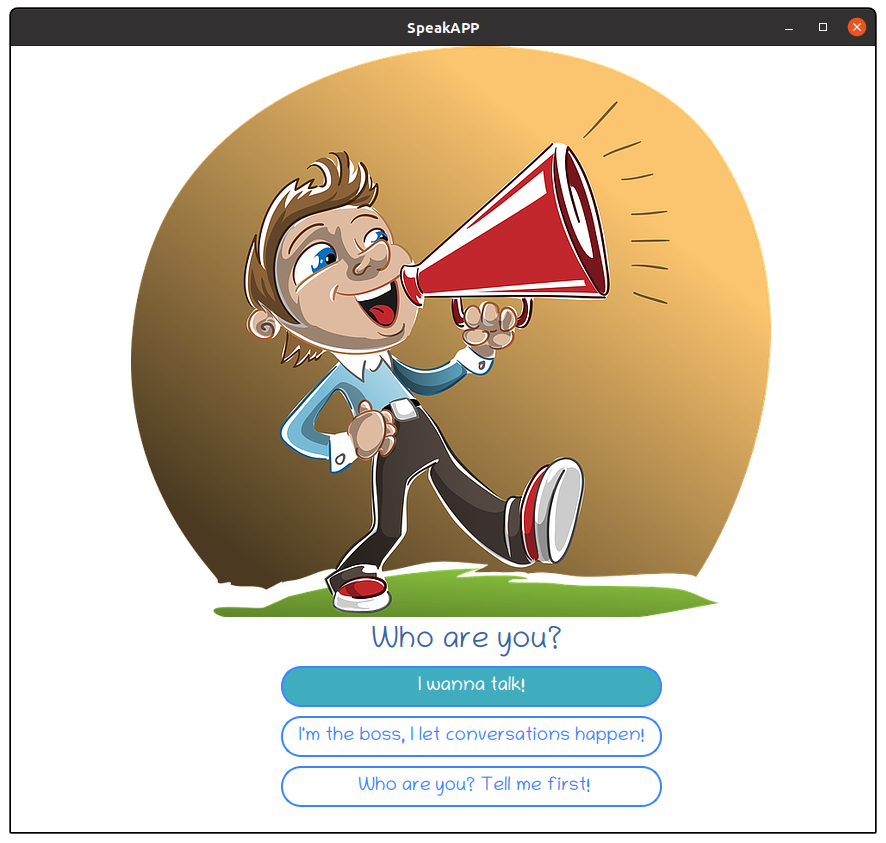 SpeakAPP
Who are you?
I wanna talk!
I'm the boss, I let conversations happen!
Who are you? Tell me first!